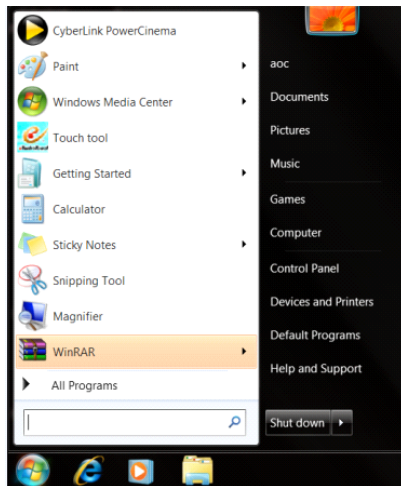 CyberLink PowerCinema
Paint
Windows Media Center
Touch tool
Getting Started
Calculator
Sticky Notes
Snipping Tool
Magnifier
WinRAR
All Programs
aoc
Documents
Pictures
Music
Games
Computer
Control Panel
Devices and Printers
Default Programs
Help and Support
Shut down